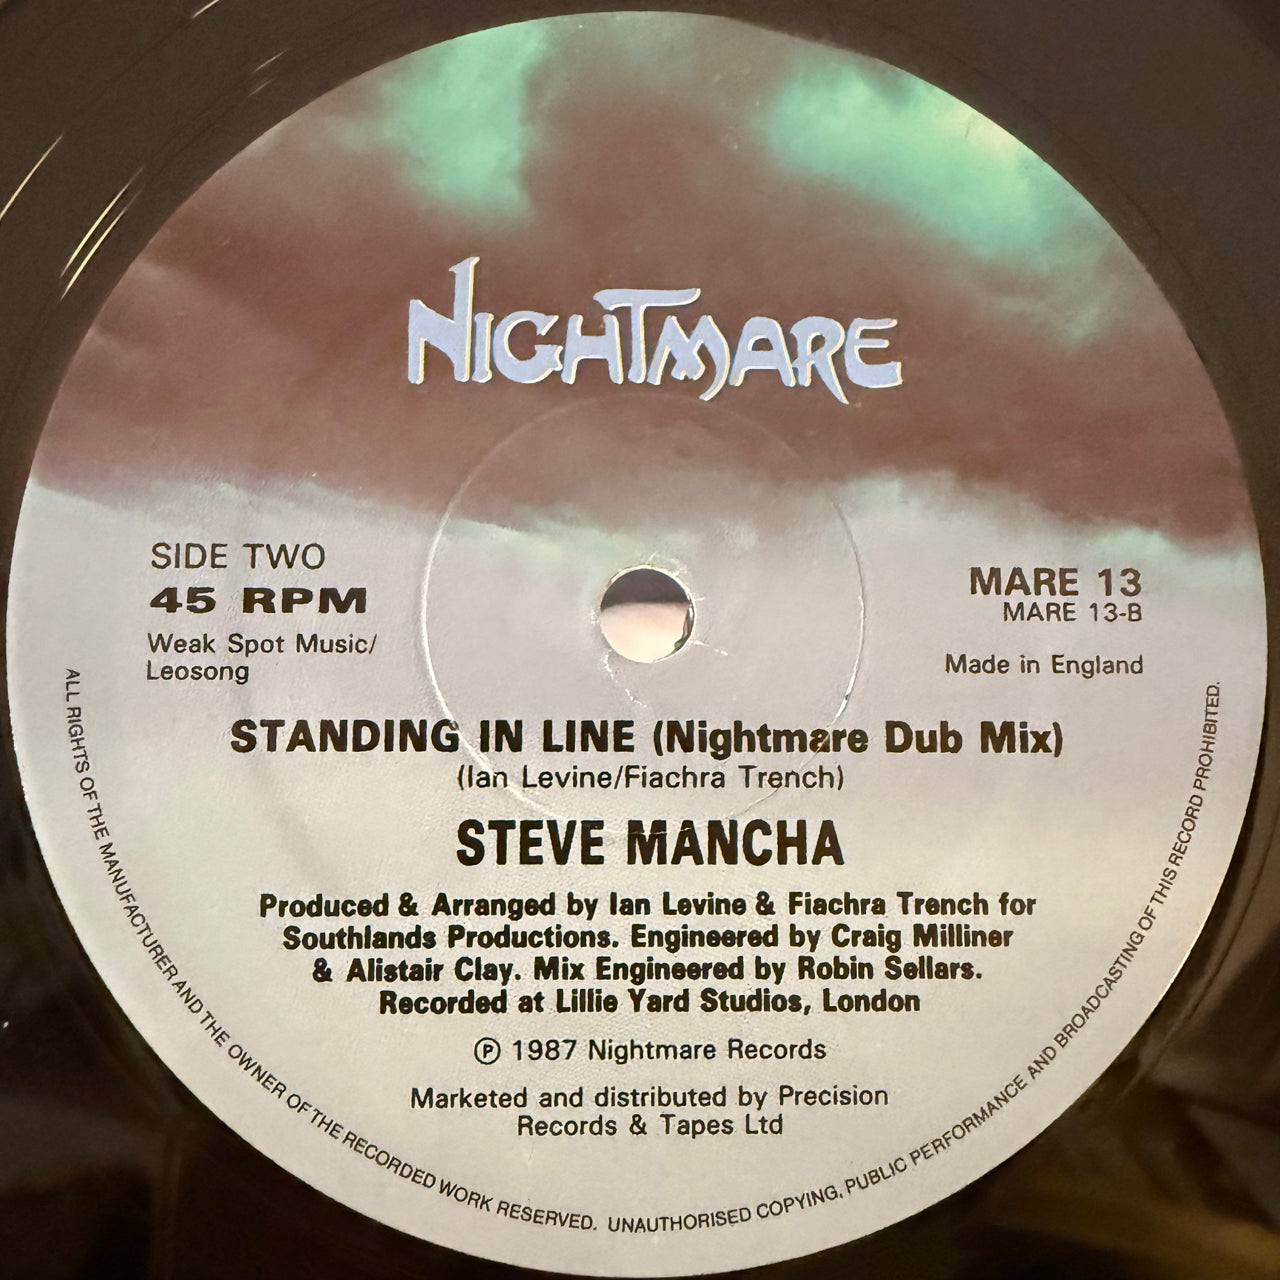 NIGHTMARE
SIDE TWO
45 RPM
Weak Spot Music/
Leosong
MARE 13
MARE 13-B
Made in England
STANDING IN LINE (Nightmare Dub Mix)
(Ian Levine/Fiachra Trench)
STEVE MANCHA
Produced & Arranged by Ian Levine & Fiachra Trench for
Southlands Productions. Engineered by Craig Milliner
& Alistair Clay. Mix Engineered by Robin Sellars.
Recorded at Lillie Yard Studios, London
℗ 1987 Nightmare Records
Marketed and distributed by Precision
Records & Tapes Ltd
ALL RIGHTS OF THE MANUFACTURER AND THE OWNER OF THE RECORDED WORK RESERVED. UNAUTHORISED COPYING, PUBLIC PERFORMANCE AND BROADCASTING OF THIS RECORD PROHIBITED.